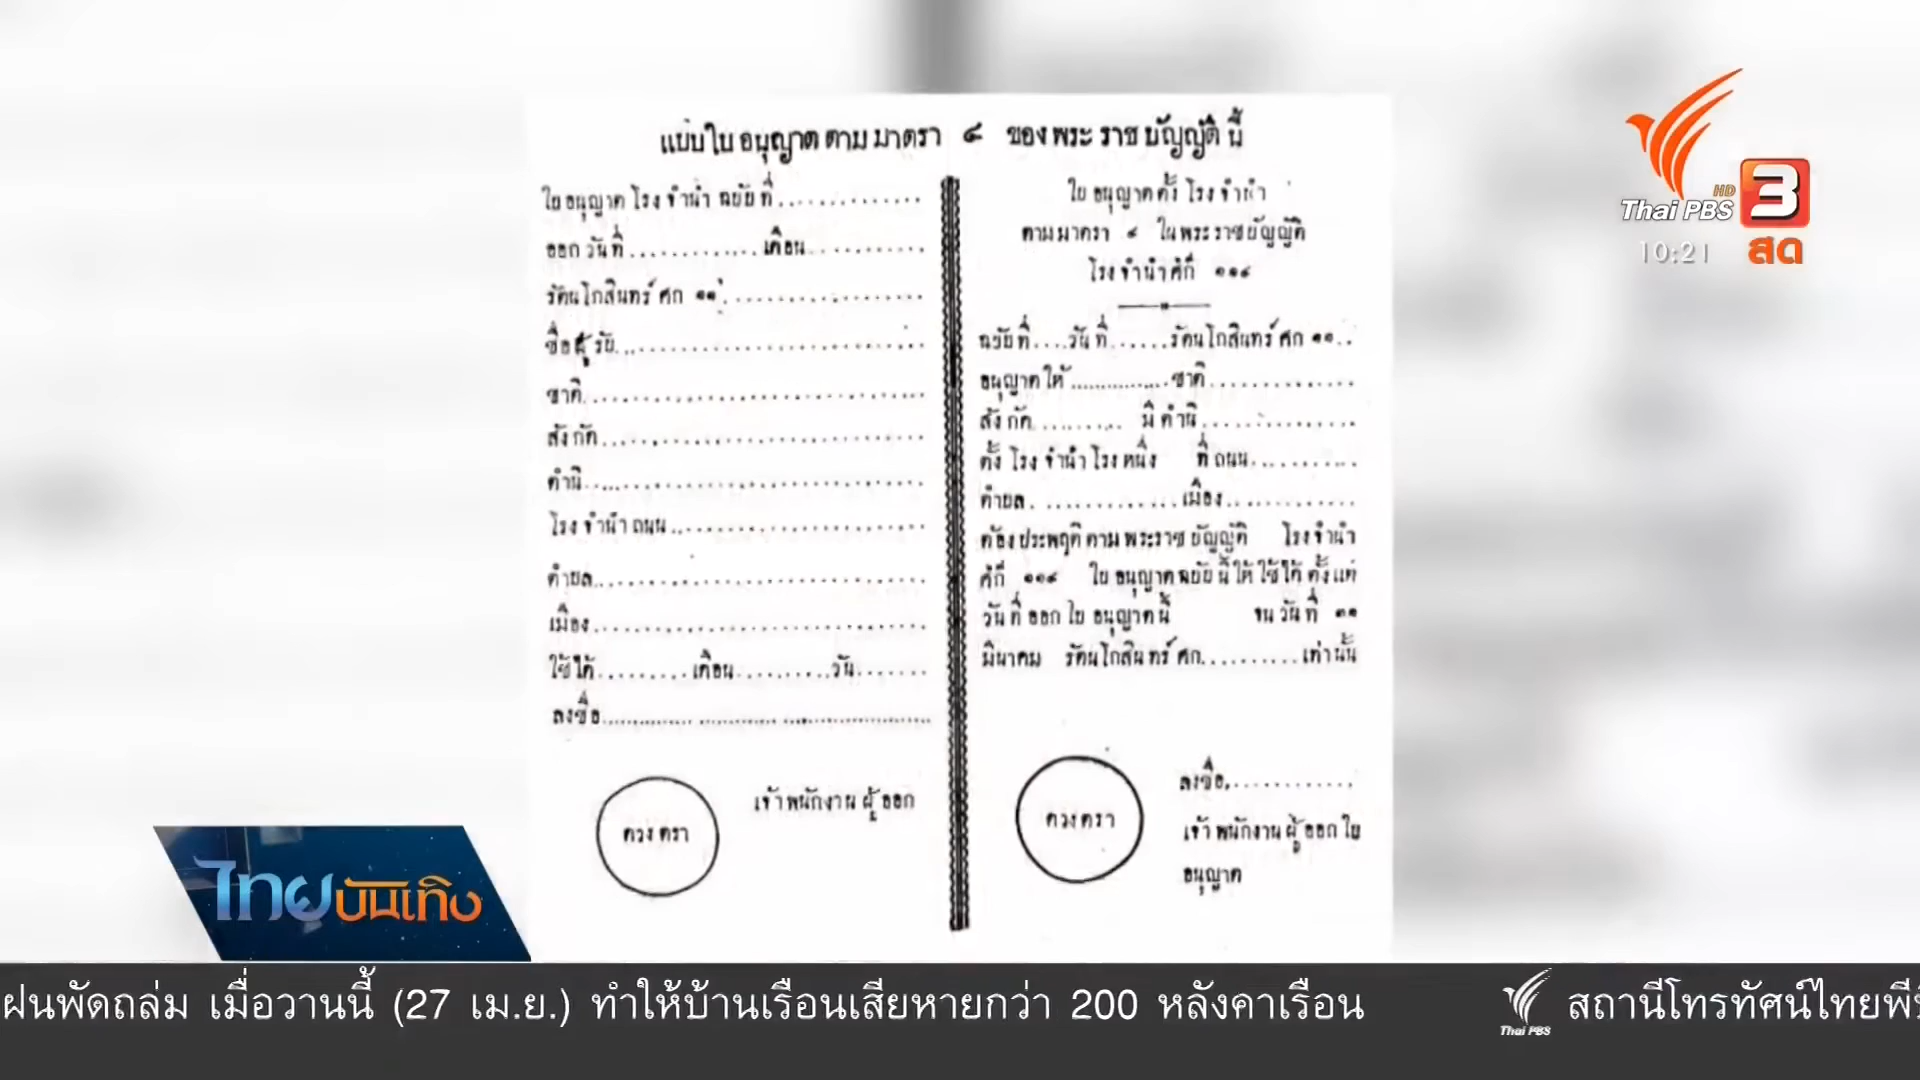 แบบใบอนุญาตตามมาตรา ๔ ของพระราชบัญญัตินี้
ใบอนุญาตโรงจำนำ ฉบับที่..............
ออกวันที่..............เดือน............
รัตนโกสินทร์ศก ๑๑....................
ชื่อผู้รับ..............................
ชาติ..............................
สังกัด..............................
ตำหนิ..............................
โรงจำนำถนน......................
ตำบล..............................
เมือง..............................
ใช้ได้.........เดือน..........วัน.......
ลงชื่อ..............................
ดวงตรา
เจ้าพนักงานผู้ออก
ใบอนุญาตตั้งโรงจำนำ
ตามมาตรา ๔ ในพระราชบัญญัติ
โรงจำนำศก ๑๑๔
ฉบับที่....วันที่......รัตนโกสินทร์ศก ๑๑..
อนุญาตให้..............ชาติ..............
สังกัด.......... มีตำหนิ..............
ตั้งโรงจำนำโรงหนึ่ง ที่ถนน...........
ตำบล..............เมือง.............
ต้องประพฤติตามพระราชบัญญัติ โรงจำนำ
ศก ๑๑๔ ใบอนุญาตฉบับนี้ให้ใช้ได้ตั้งแต่
วันที่ออกใบอนุญาตนี้ จนวันที่ ๓๑
มีนาคม รัตนโกสินทร์ศก..........เท่านั้น
ดวงตรา
ลงชื่อ.............
เจ้าพนักงานผู้ออกใบ
อนุญาต
Thai PBS HD 3
10:21 สด
ไทยบันเทิง
ฝนพัดถล่ม เมื่อวานนี้ (27 เม.ย.) ทำให้บ้านเรือนเสียหายกว่า 200 หลังคาเรือน Thai PBS สถานีโทรทัศน์ไทยพี